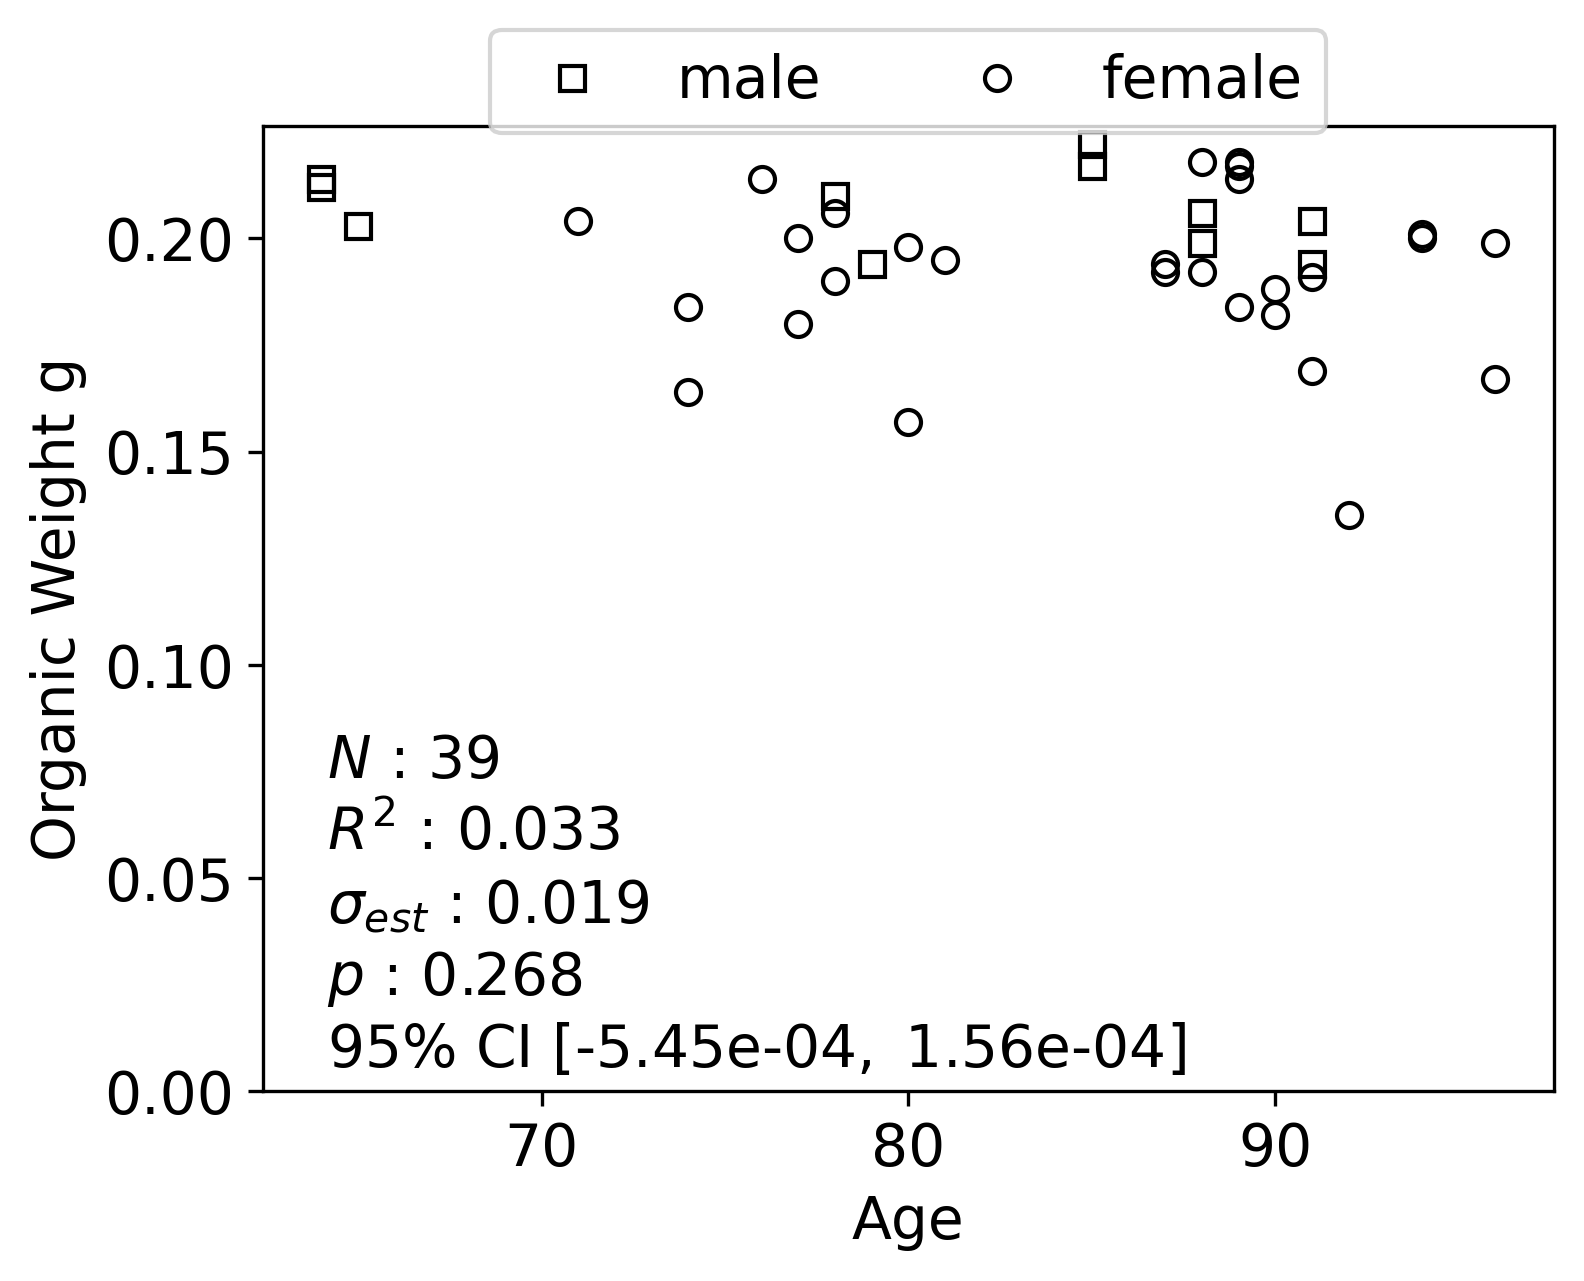 male female
0.20
0.15
0.10
0.05
0.00
Organic Weight g
N : 39
R² : 0.033
σest : 0.019
p : 0.268
95% CI [-5.45e-04, 1.56e-04]
70 80 90
Age